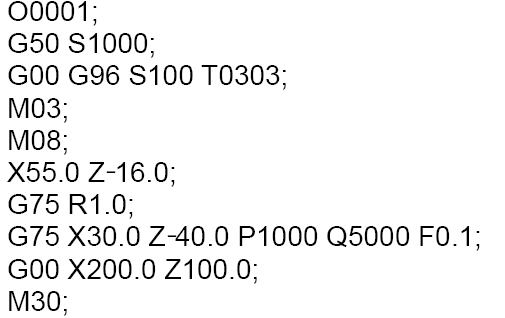 O0001;
G50 S1000;
G00 G96 S100 T0303;
M03;
M08;
X55.0 Z-16.0;
G75 R1.0;
G75 X30.0 Z-40.0 P1000 Q5000 F0.1;
G00 X200.0 Z100.0;
M30;